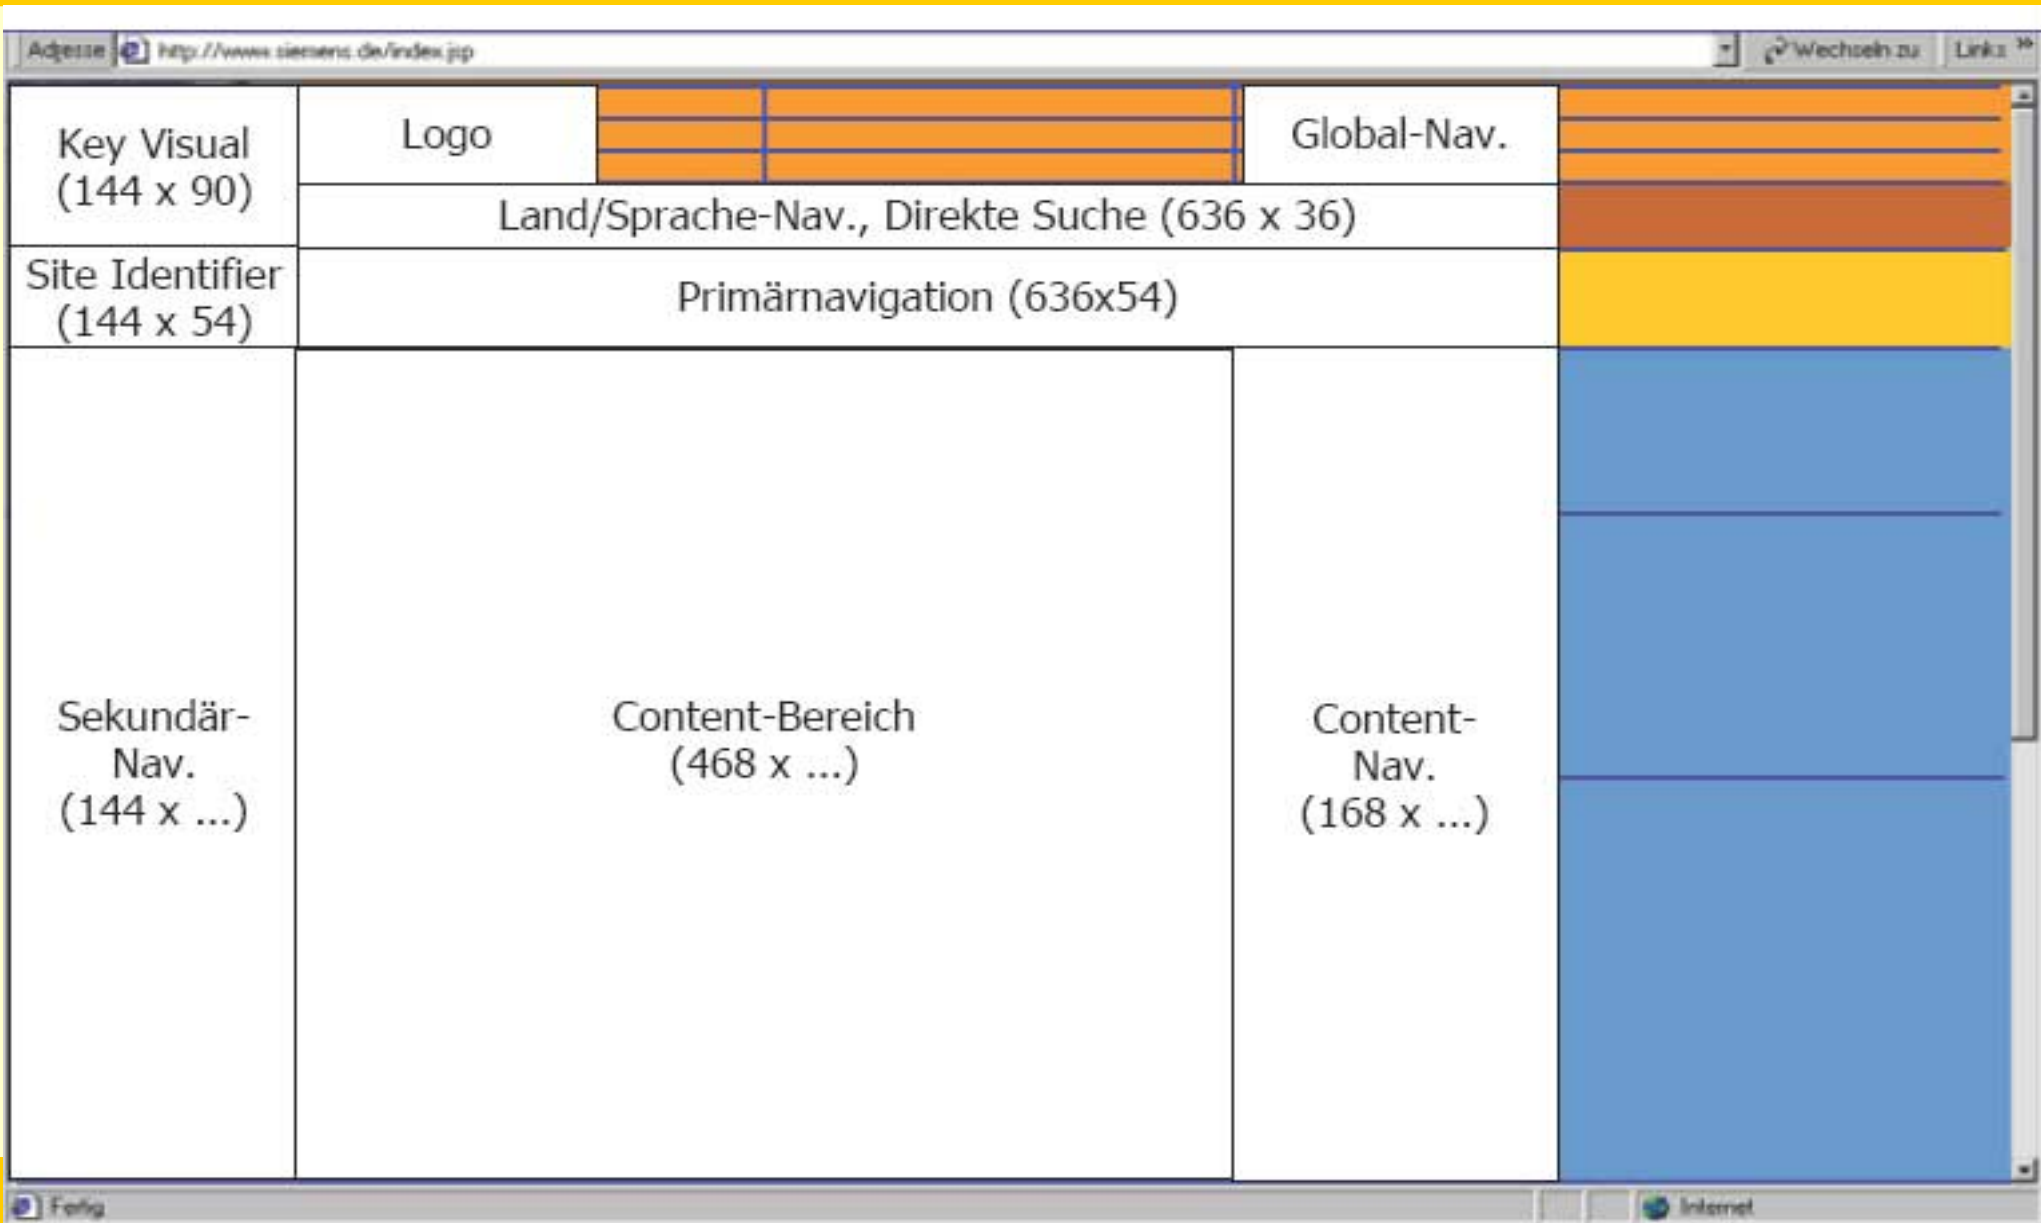 Adresse http://www.siemens.de/index.jsp Wechseln zu Links »
Key Visual
(144 x 90)
Logo
Global-Nav.
Land/Sprache-Nav., Direkte Suche (636 x 36)
Site Identifier
(144 x 54)
Primärnavigation (636x54)
Sekundär-
Nav.
(144 x ...)
Content-Bereich
(468 x ...)
Content-
Nav.
(168 x ...)
Fertig Internet